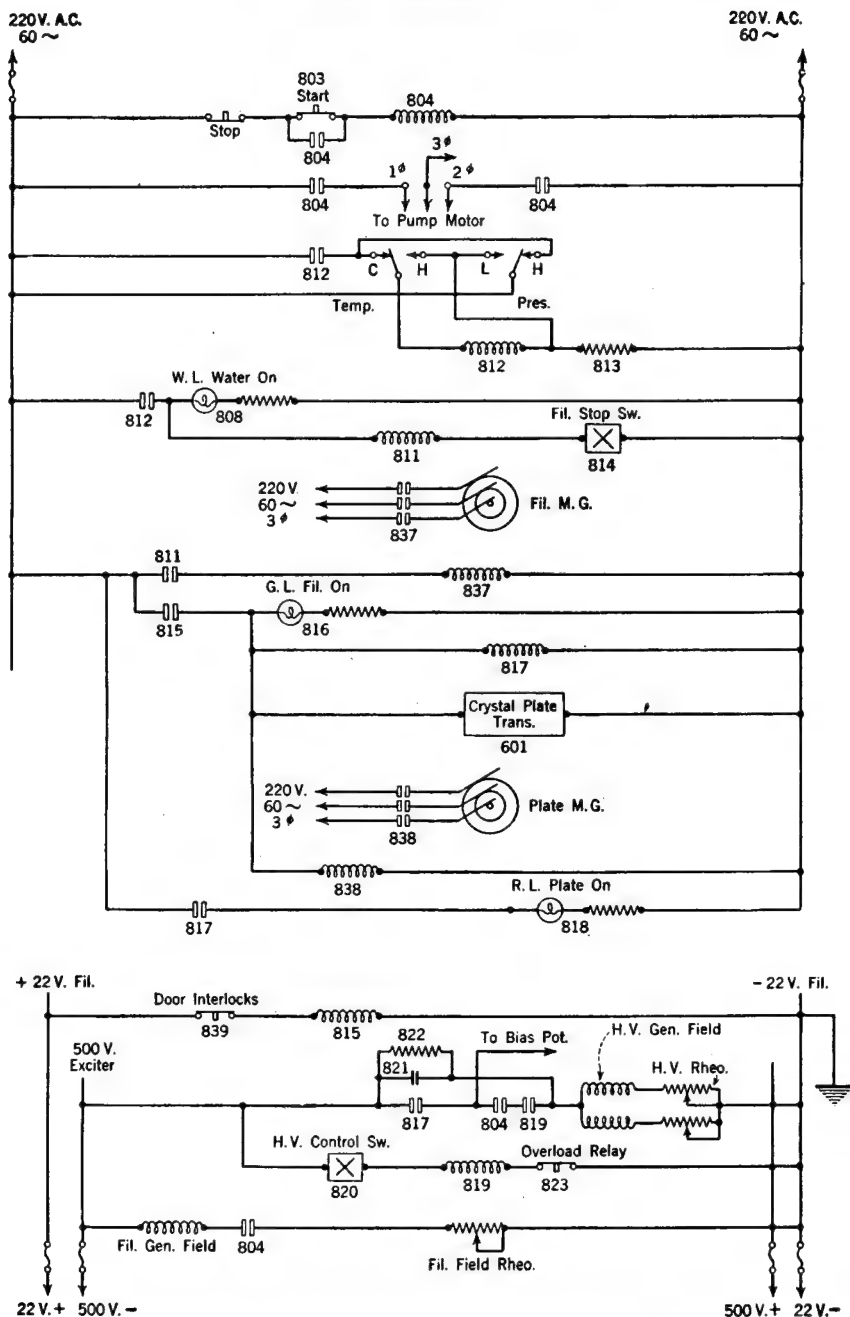 220 V. A.C.
60 ~
220 V. A.C.
60 ~
803
Start
804
Stop
804
3ϕ
1ϕ
2ϕ
804
804
To Pump Motor
812
C
H
L
H
Temp.
Pres.
812
813
W. L. Water On
812
808
Fil. Stop Sw.
811
814
220 V.
60 ~
3ϕ
837
Fil. M. G.
811
837
G. L. Fil. On
815
816
817
Crystal Plate
Trans.
601
220 V.
60 ~
3ϕ
838
Plate M. G.
838
R. L. Plate On
817
818
+ 22 V. Fil.
- 22 V. Fil.
Door Interlocks
839
815
500 V.
Exciter
822
821
To Bias Pot.
H. V. Gen. Field
H. V. Rheo.
817
804
819
H. V. Control Sw.
820
819
Overload Relay
823
Fil. Gen. Field
804
Fil. Field Rheo.
22 V. +
500 V. -
500 V. +
22 V. -